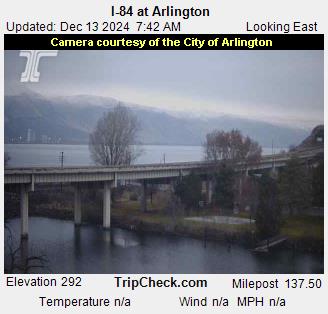 I-84 at Arlington
Updated: Dec 13 2024 7:42 AM Looking East
Camera courtesy of the City of Arlington
Elevation 292 TripCheck.com Milepost 137.50
Temperature n/a Wind n/a MPH n/a